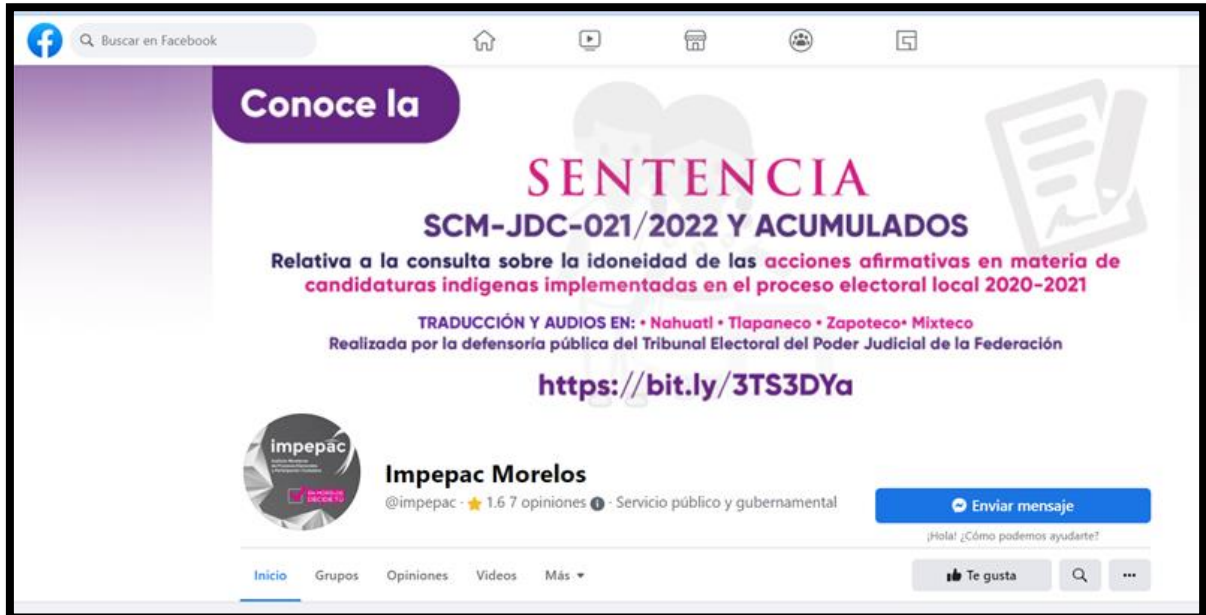 Buscar en Facebook
Conoce la
SENTENCIA
SCM-JDC-021/2022 Y ACUMULADOS
Relativa a la consulta sobre la idoneidad de las acciones afirmativas en materia de
candidaturas indígenas implementadas en el proceso electoral local 2020-2021
TRADUCCIÓN Y AUDIOS EN: • Nahuatl • Tlapaneco • Zapoteco• Mixteco
Realizada por la defensoría pública del Tribunal Electoral del Poder Judicial de la Federación
https://bit.ly/3TS3DYa
impepac
Impepac Morelos
@impepac · 1.6 7 opiniones · Servicio público y gubernamental
Enviar mensaje
¡Hola! ¿Cómo podemos ayudarte?
Inicio Grupos Opiniones Videos Más
Te gusta